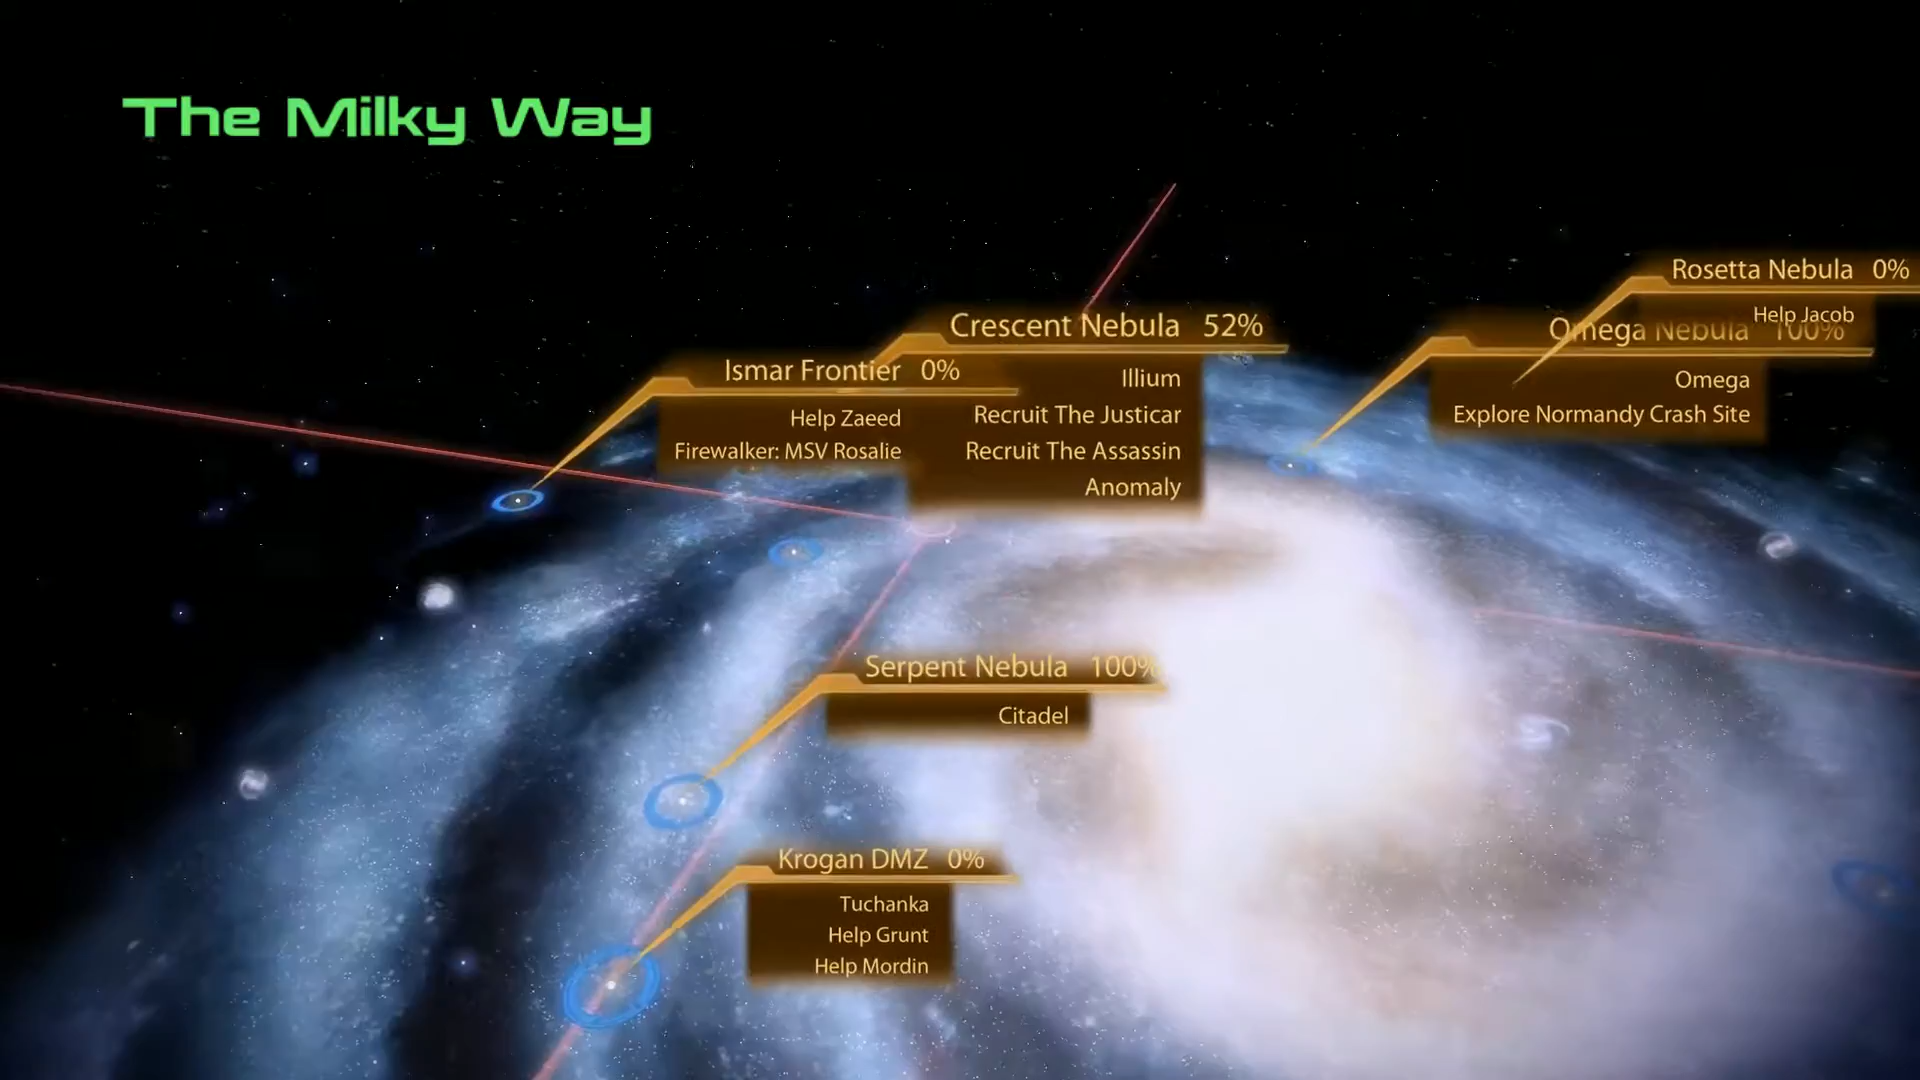 The Milky Way
Rosetta Nebula 0%
Help Jacob
Crescent Nebula 52%
Illium
Recruit The Justicar
Recruit The Assassin
Anomaly
Omega Nebula 100%
Omega
Explore Normandy Crash Site
Ismar Frontier 0%
Help Zaeed
Firewalker: MSV Rosalie
Serpent Nebula 100%
Citadel
Krogan DMZ 0%
Tuchanka
Help Grunt
Help Mordin